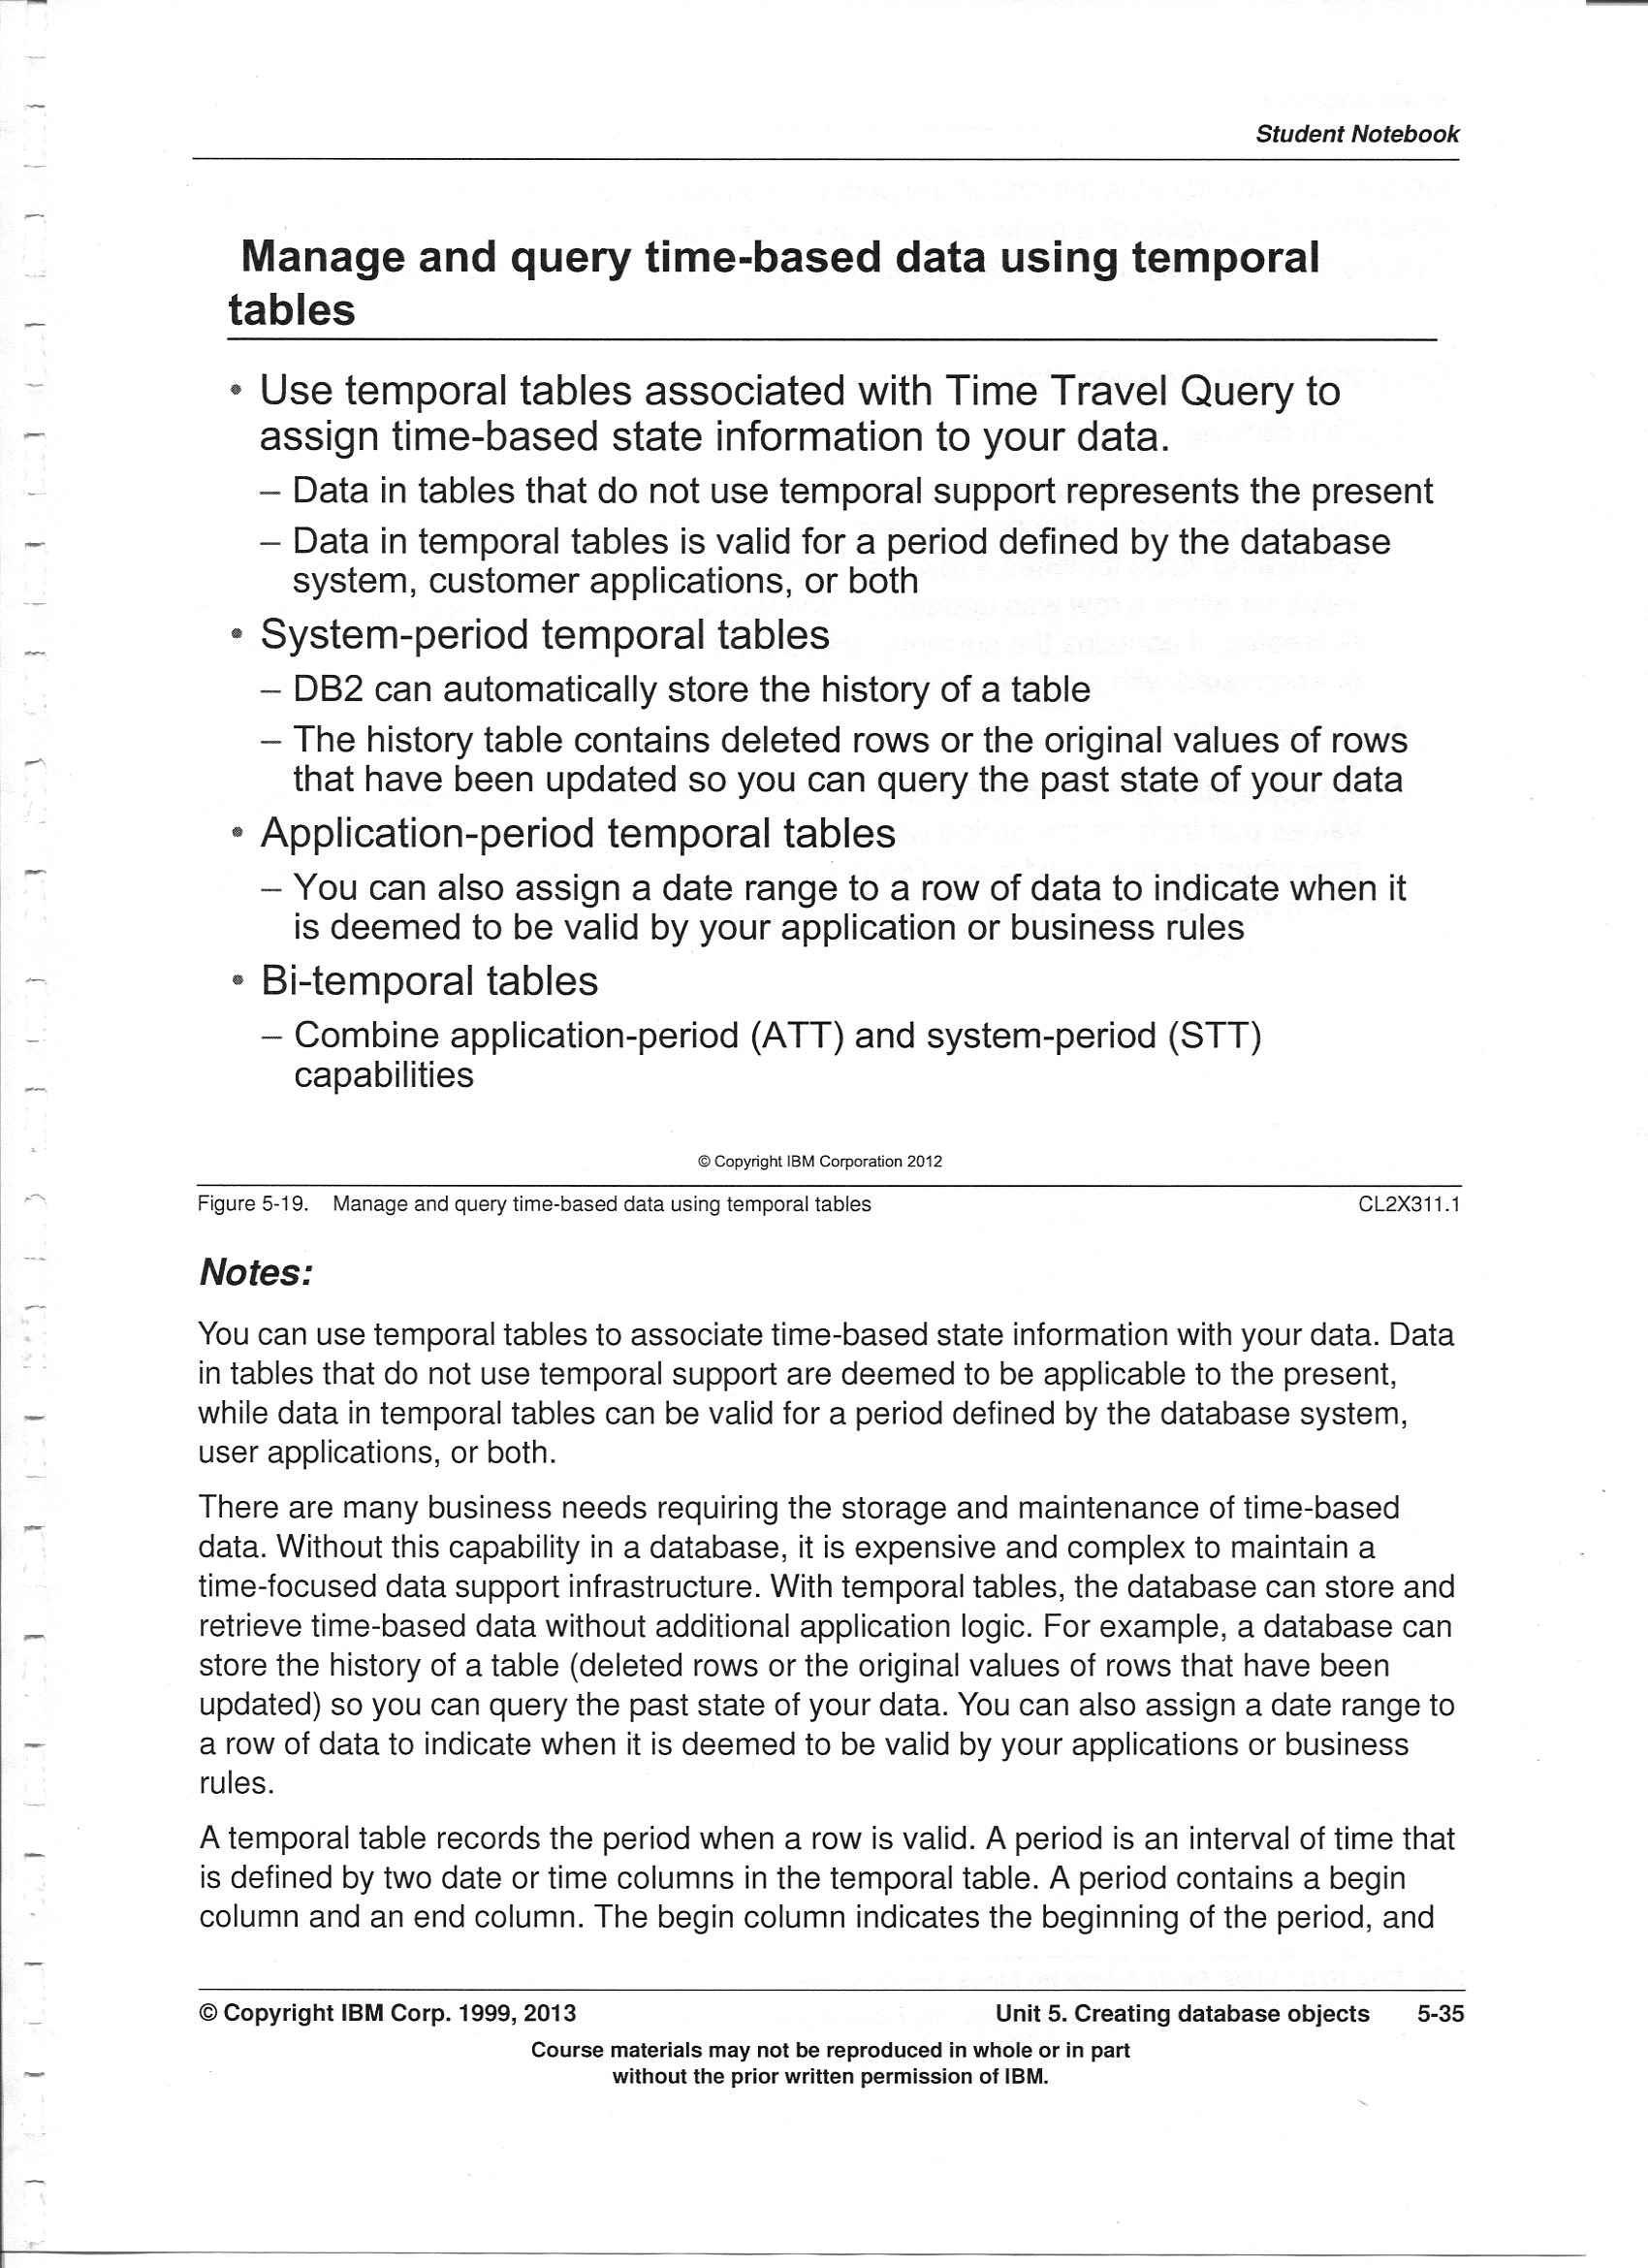 Student Notebook
Manage and query time-based data using temporal
tables
• Use temporal tables associated with Time Travel Query to
assign time-based state information to your data.
– Data in tables that do not use temporal support represents the present
– Data in temporal tables is valid for a period defined by the database
system, customer applications, or both
• System-period temporal tables
– DB2 can automatically store the history of a table
– The history table contains deleted rows or the original values of rows
that have been updated so you can query the past state of your data
• Application-period temporal tables
– You can also assign a date range to a row of data to indicate when it
is deemed to be valid by your application or business rules
• Bi-temporal tables
– Combine application-period (ATT) and system-period (STT)
capabilities
© Copyright IBM Corporation 2012
Figure 5-19. Manage and query time-based data using temporal tables CL2X311.1
Notes:
You can use temporal tables to associate time-based state information with your data. Data
in tables that do not use temporal support are deemed to be applicable to the present,
while data in temporal tables can be valid for a period defined by the database system,
user applications, or both.
There are many business needs requiring the storage and maintenance of time-based
data. Without this capability in a database, it is expensive and complex to maintain a
time-focused data support infrastructure. With temporal tables, the database can store and
retrieve time-based data without additional application logic. For example, a database can
store the history of a table (deleted rows or the original values of rows that have been
updated) so you can query the past state of your data. You can also assign a date range to
a row of data to indicate when it is deemed to be valid by your applications or business
rules.
A temporal table records the period when a row is valid. A period is an interval of time that
is defined by two date or time columns in the temporal table. A period contains a begin
column and an end column. The begin column indicates the beginning of the period, and
© Copyright IBM Corp. 1999, 2013 Unit 5. Creating database objects 5-35
Course materials may not be reproduced in whole or in part
without the prior written permission of IBM.